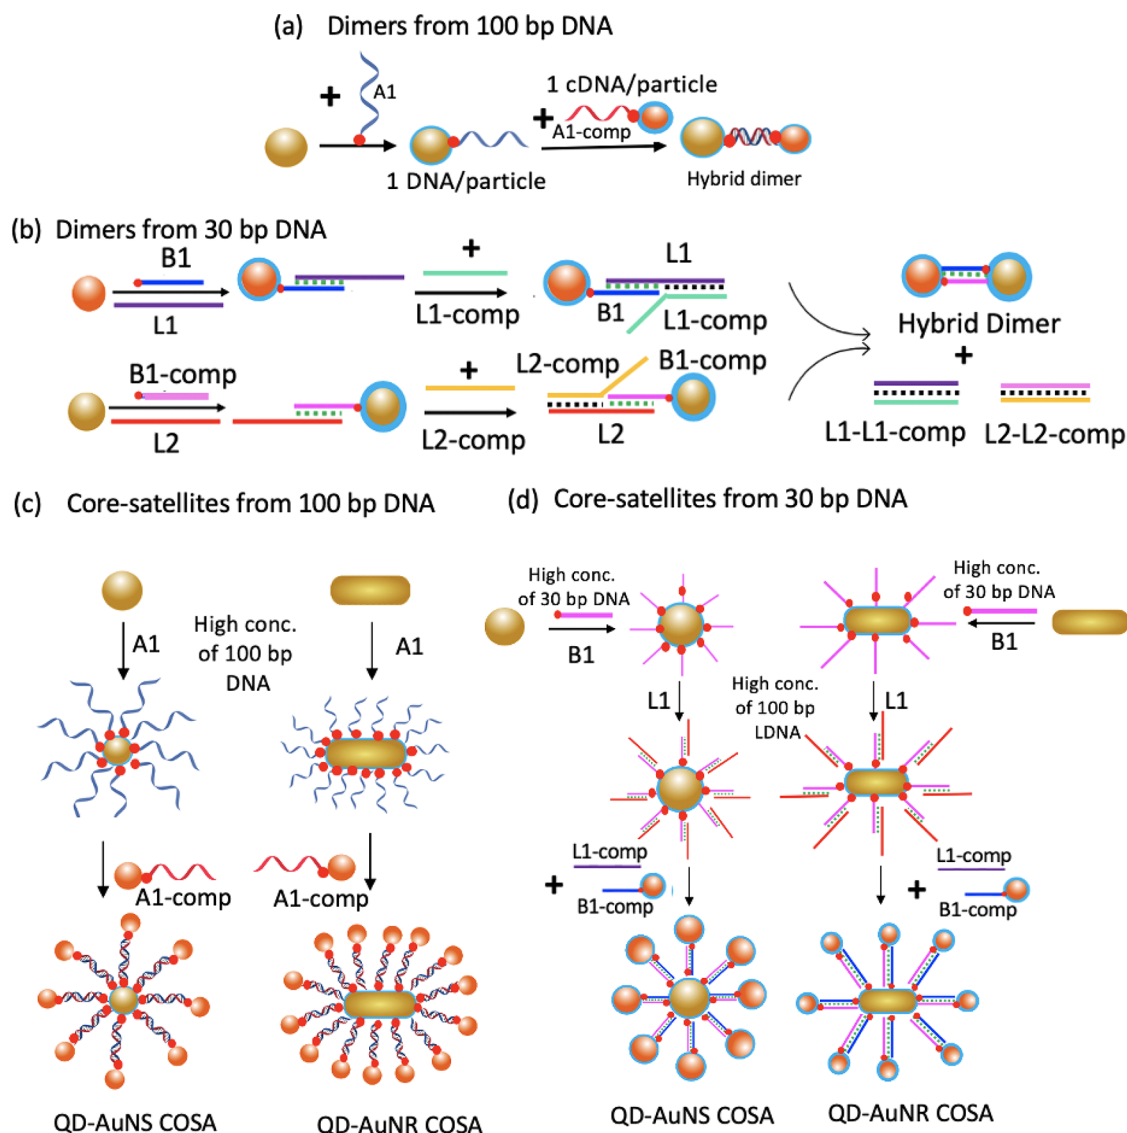 (a) Dimers from 100 bp DNA
+
A1
1 cDNA/particle
+
A1-comp
1 DNA/particle
Hybrid dimer
(b) Dimers from 30 bp DNA
B1
L1
+
L1-comp
L1
B1
L1-comp
Hybrid Dimer
+
B1-comp
L2
+
L2-comp
L2-comp
B1-comp
L2
L1-L1-comp
L2-L2-comp
(c) Core-satellites from 100 bp DNA
A1
High conc.
of 100 bp
DNA
A1
A1-comp
A1-comp
QD-AuNS COSA
QD-AuNR COSA
(d) Core-satellites from 30 bp DNA
High conc.
of 30 bp DNA
B1
High conc.
of 30 bp DNA
B1
L1
High conc.
of 100 bp
LDNA
L1
L1-comp
+
B1-comp
L1-comp
+
B1-comp
QD-AuNS COSA
QD-AuNR COSA